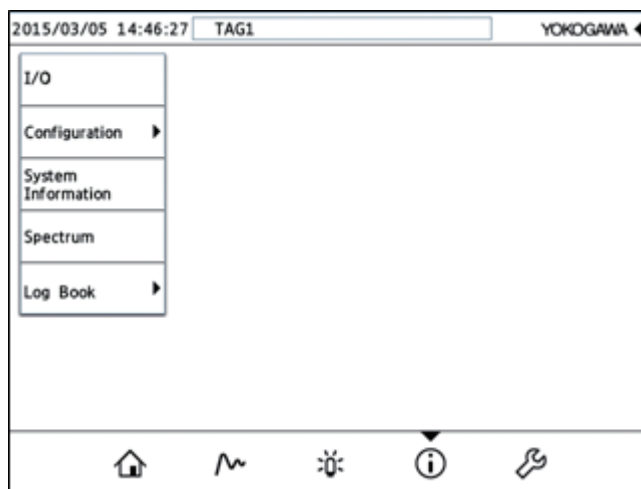 2015/03/05 14:46:27 TAG1 YOKOGAWA
I/O
Configuration
System
Information
Spectrum
Log Book